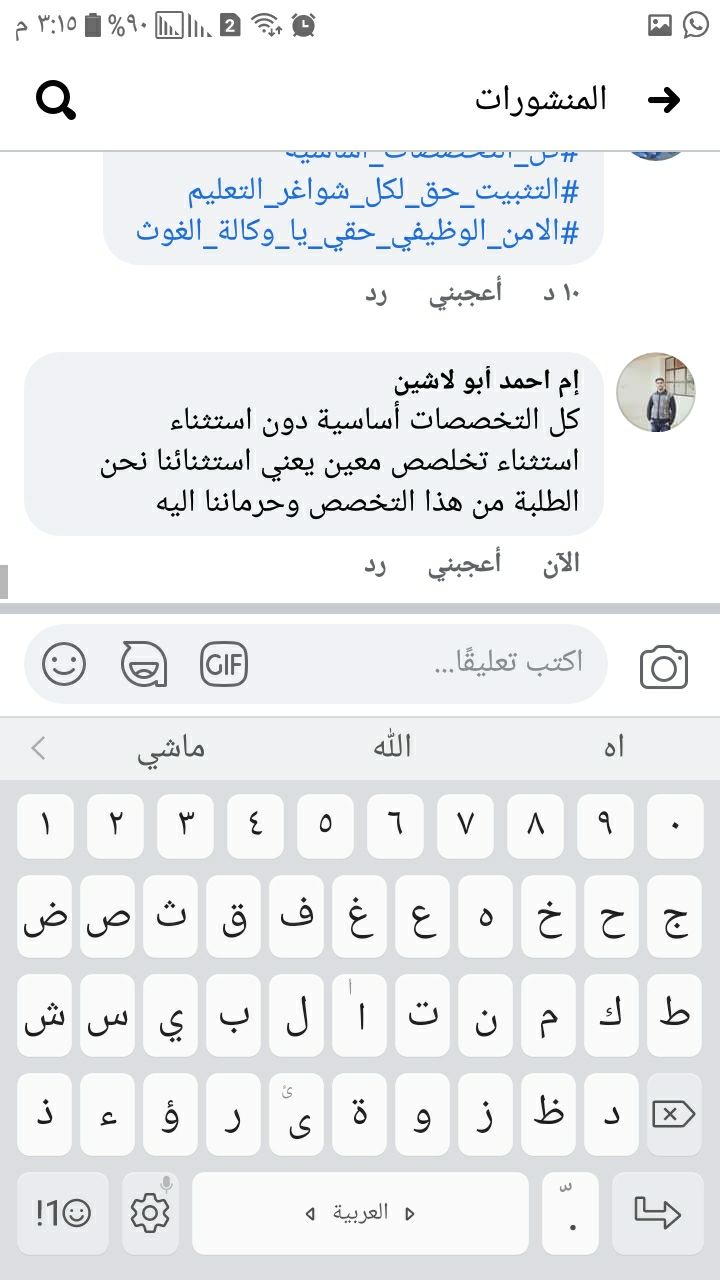 ٣:١٥ م
%٩٠
2
المنشورات
#كل_التخصصات_اساسية
#التثبيت_حق_لكل_شواغر_التعليم
#الامن_الوظيفي_حقي_يا_وكالة_الغوث
١٠ د أعجبني رد
إم احمد أبو لاشين
كل التخصصات أساسية دون استثناء
استثناء تخلصص معين يعني استثنائنا نحن
الطلبة من هذا التخصص وحرماننا اليه
الآن أعجبني رد
اكتب تعليقًا...
GIF
اه الله ماشي
١ ٢ ٣ ٤ ٥ ٦ ٧ ٨ ٩ ٠
ض ص ث ق ف غ ع ه خ ح ج
ش س ي ب ل ا أ ت ن م ك ط
ذ ء ؤ ر ى ئ ة و ز ظ د
!1☺ العربية .